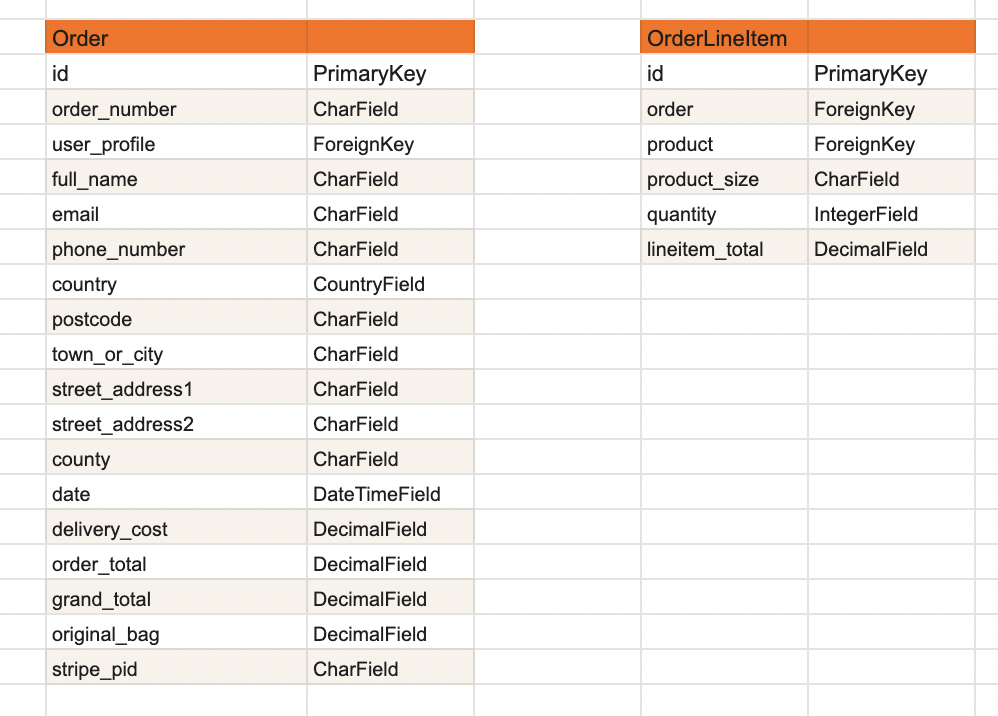 Order
id PrimaryKey
order_number CharField
user_profile ForeignKey
full_name CharField
email CharField
phone_number CharField
country CountryField
postcode CharField
town_or_city CharField
street_address1 CharField
street_address2 CharField
county CharField
date DateTimeField
delivery_cost DecimalField
order_total DecimalField
grand_total DecimalField
original_bag DecimalField
stripe_pid CharField
OrderLineItem
id PrimaryKey
order ForeignKey
product ForeignKey
product_size CharField
quantity IntegerField
lineitem_total DecimalField